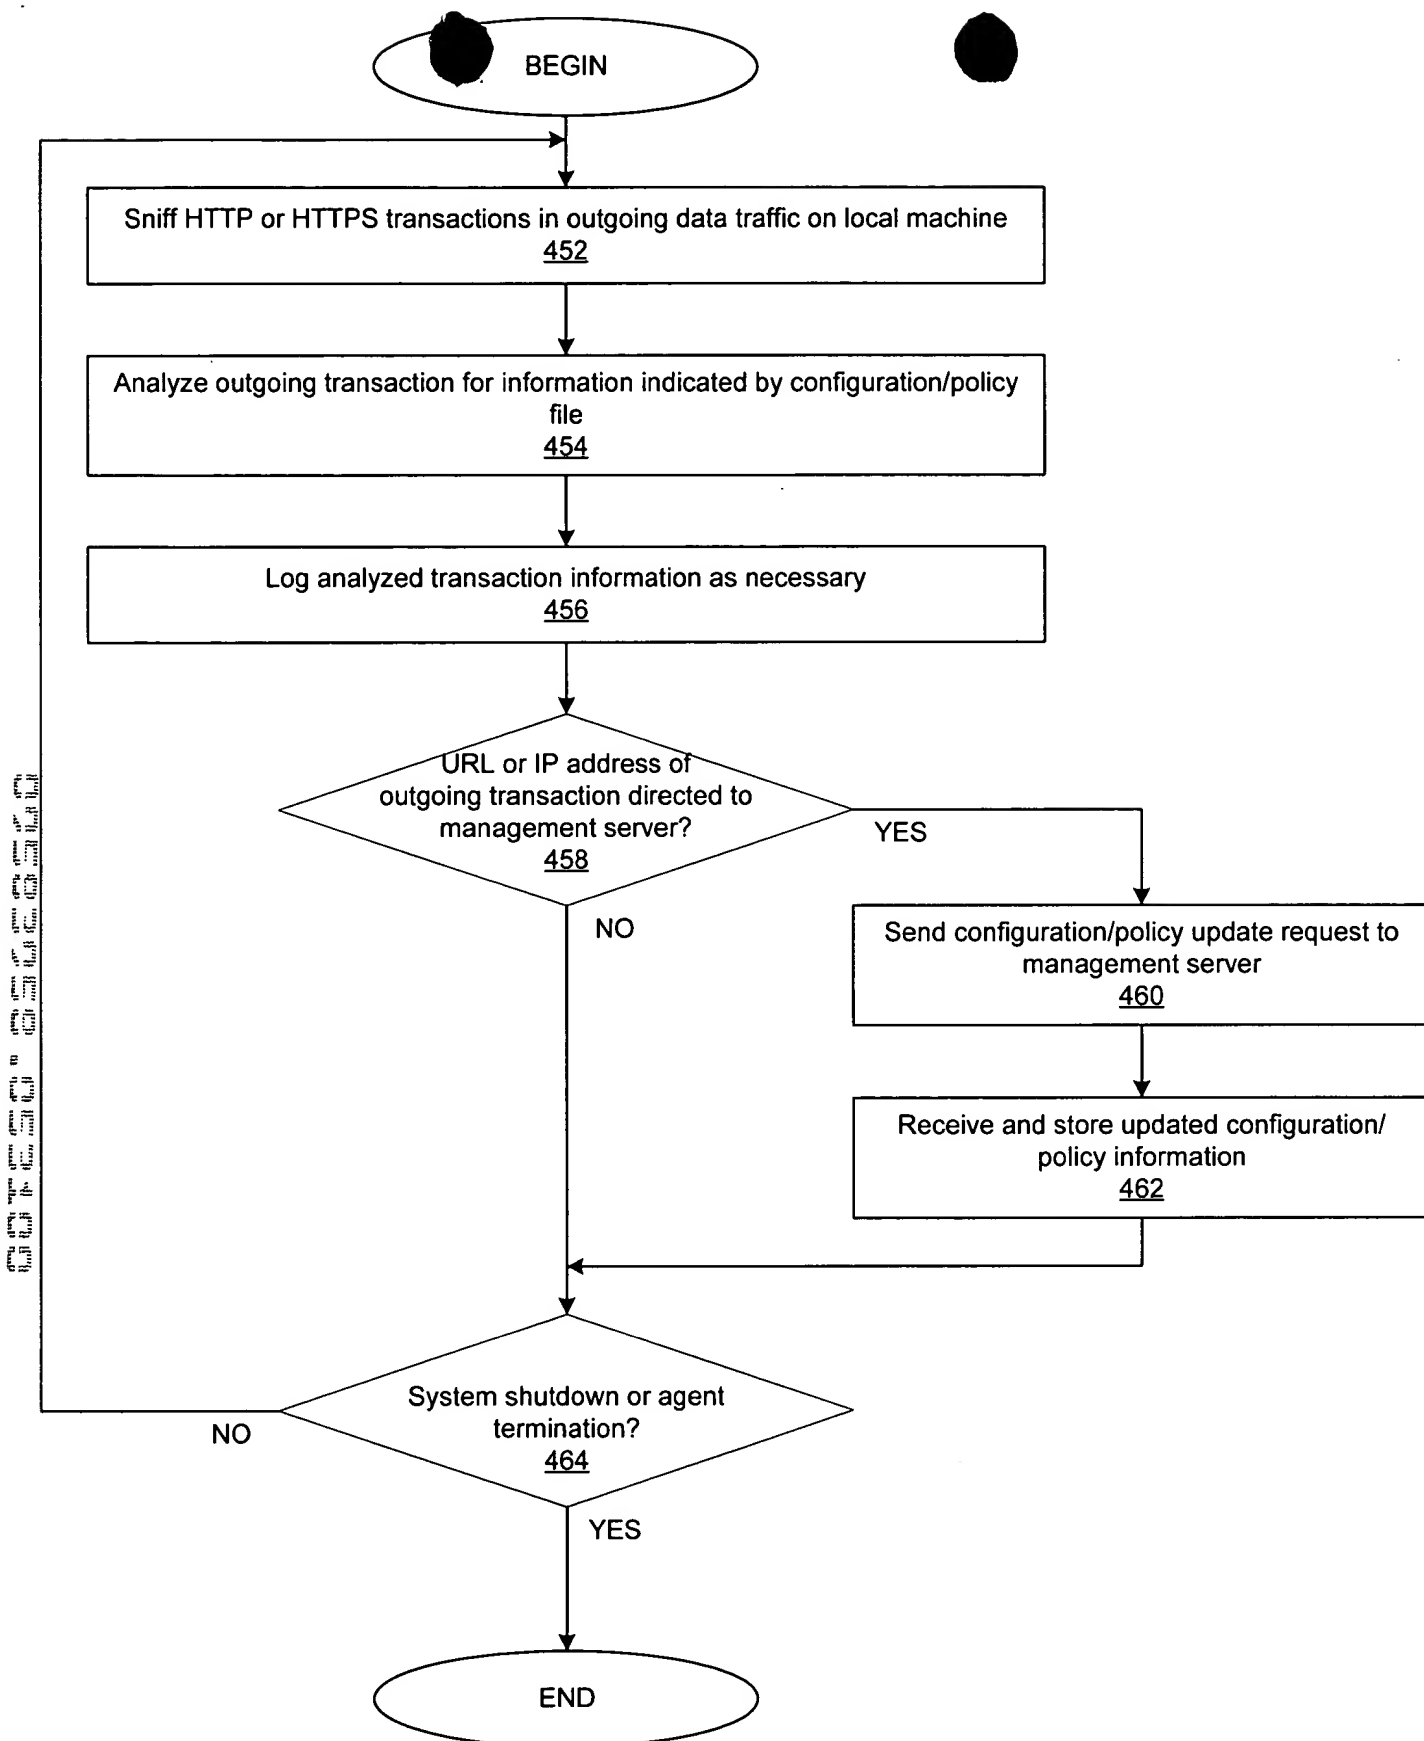 BEGIN
Sniff HTTP or HTTPS transactions in outgoing data traffic on local machine
452
Analyze outgoing transaction for information indicated by configuration/policy
file
454
Log analyzed transaction information as necessary
456
URL or IP address of
outgoing transaction directed to
management server?
458
YES
NO
Send configuration/policy update request to
management server
460
Receive and store updated configuration/
policy information
462
System shutdown or agent
termination?
464
NO
YES
END